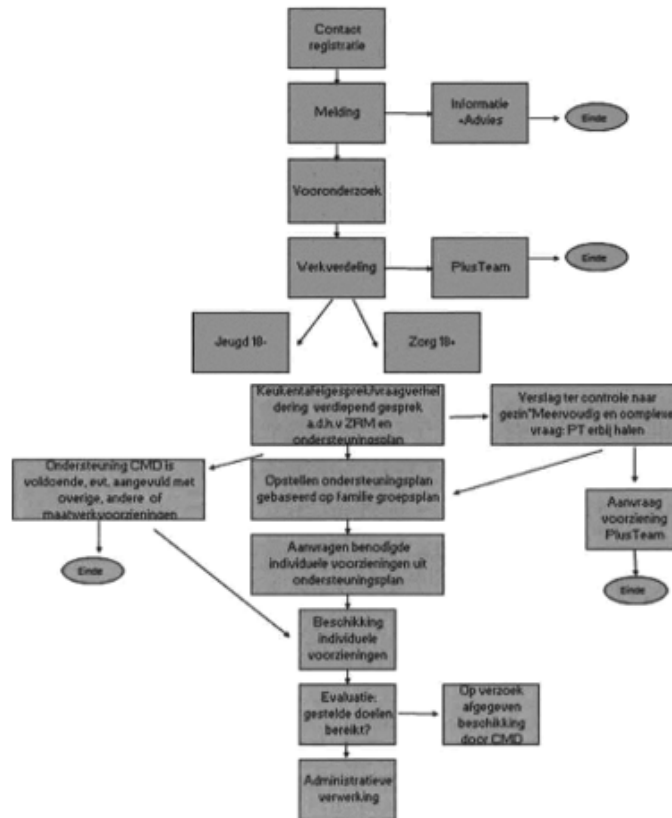 Contact
registratie
Melding
Informatie
+Advies
Einde
Vooronderzoek
Werkverdeling
PlusTeam
Einde
Jeugd 18-
Zorg 18+
Keukentafelgesprek/vraagverhel
dering verdiepend gesprek
a.d.h.v ZRM en
ondersteuningsplan
Verslag ter controle naar
gezin*Meervoudig en complexe
vraag: PT erbij halen
Ondersteuning CMD is
voldoende, evt. aangevuld met
overige, andere of
maatwerkvoorzieningen
Opstellen ondersteuningsplan
gebaseerd op familie groepsplan
Aanvraag
voorziening
PlusTeam
Einde
Aanvragen benodigde
individuele voorzieningen uit
ondersteuningsplan
Einde
Beschikking
individuele
voorzieningen
Evaluatie:
gestelde doelen
bereikt?
Op verzoek
afgegeven
beschikking
door CMD
Administratieve
verwerking